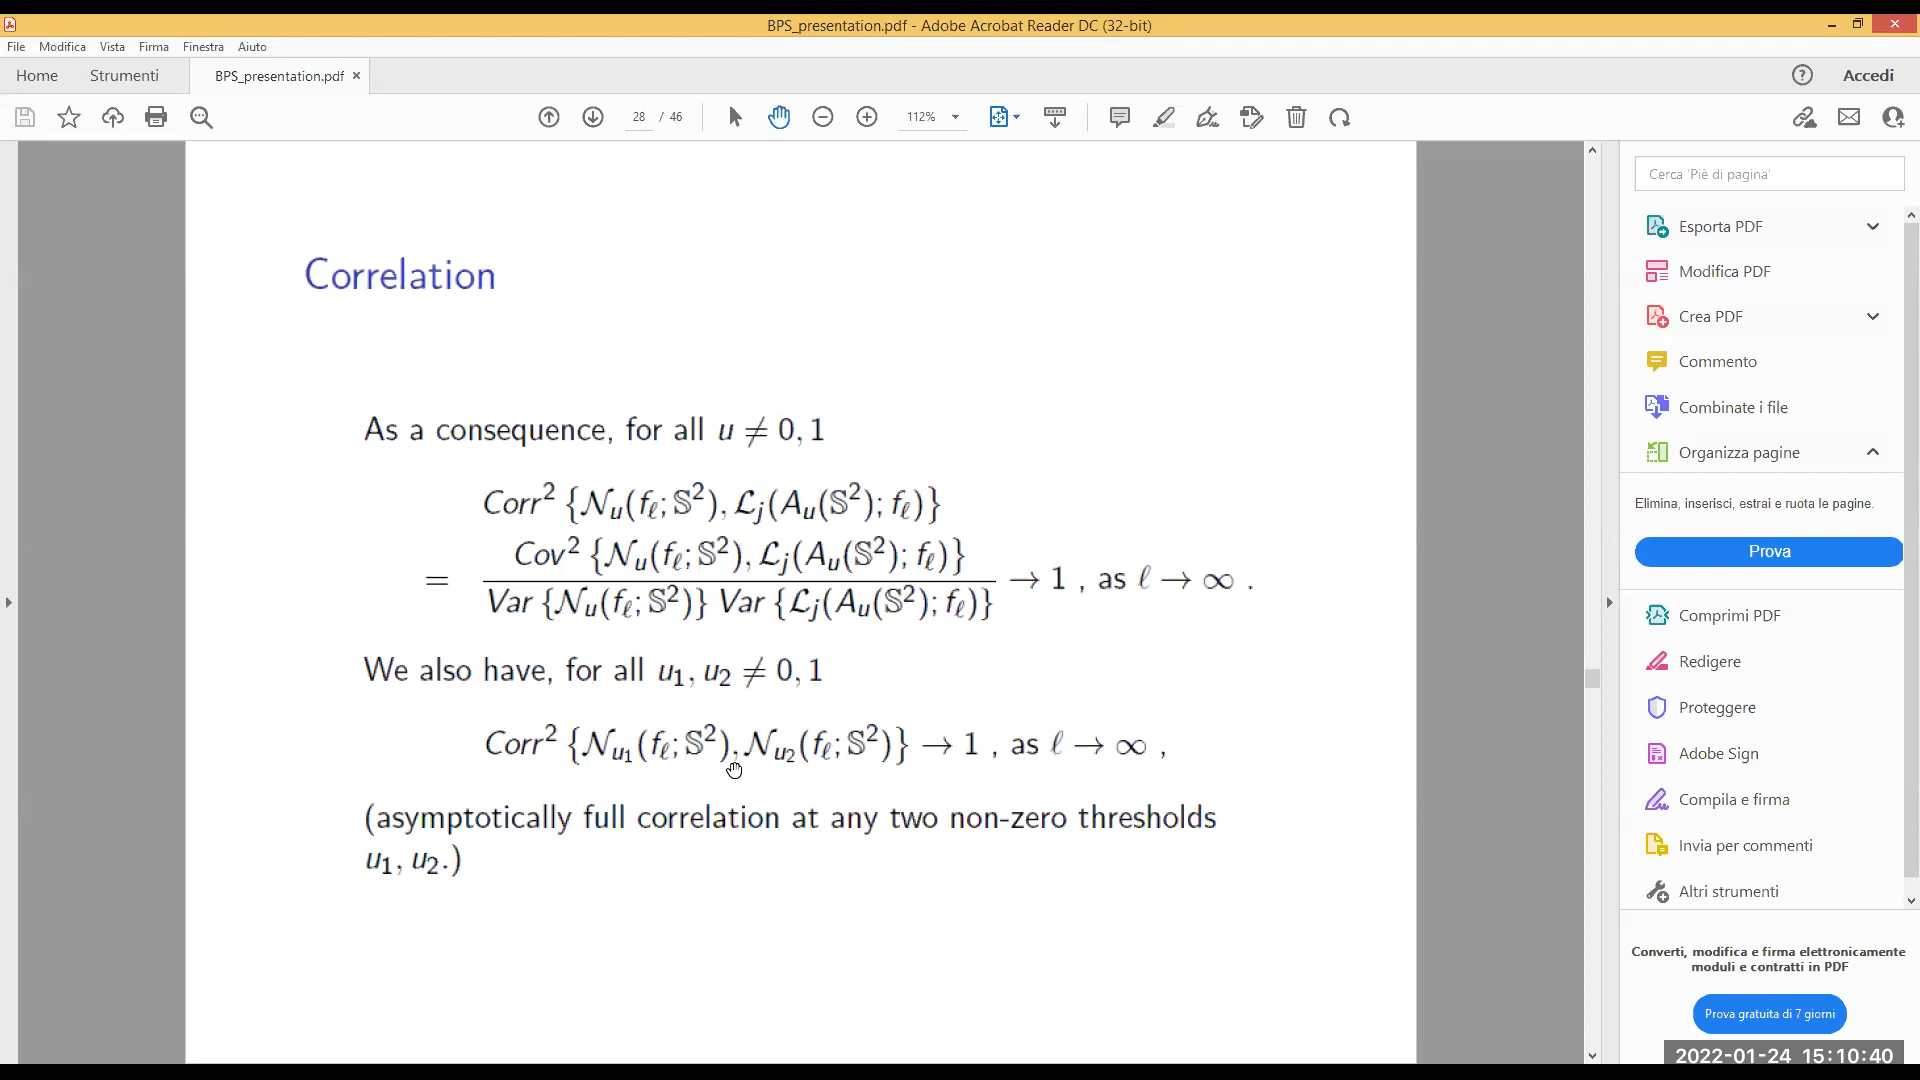 BPS_presentation.pdf - Adobe Acrobat Reader DC (32-bit)
File Modifica Vista Firma Finestra Aiuto
Home Strumenti BPS_presentation.pdf × Accedi
28 / 46 112%
Correlation
As a consequence, for all u ≠ 0, 1
Corr² {𝒩ᵤ(f_ℓ; 𝕊²), ℒ_j(Aᵤ(𝕊²); f_ℓ)}
= Cov² {𝒩ᵤ(f_ℓ; 𝕊²), ℒ_j(Aᵤ(𝕊²); f_ℓ)} / Var {𝒩ᵤ(f_ℓ; 𝕊²)} Var {ℒ_j(Aᵤ(𝕊²); f_ℓ)} → 1 , as ℓ → ∞ .
We also have, for all u₁, u₂ ≠ 0, 1
Corr² {𝒩_{u₁}(f_ℓ; 𝕊²), 𝒩_{u₂}(f_ℓ; 𝕊²)} → 1 , as ℓ → ∞ ,
(asymptotically full correlation at any two non-zero thresholds
u₁, u₂.)
Cerca 'Piè di pagina'
Esporta PDF
Modifica PDF
Crea PDF
Commento
Combinate i file
Organizza pagine
Elimina, inserisci, estrai e ruota le pagine.
Prova
Comprimi PDF
Redigere
Proteggere
Adobe Sign
Compila e firma
Invia per commenti
Altri strumenti
Converti, modifica e firma elettronicamente
moduli e contratti in PDF
Prova gratuita di 7 giorni
2022-01-24 15:10:40